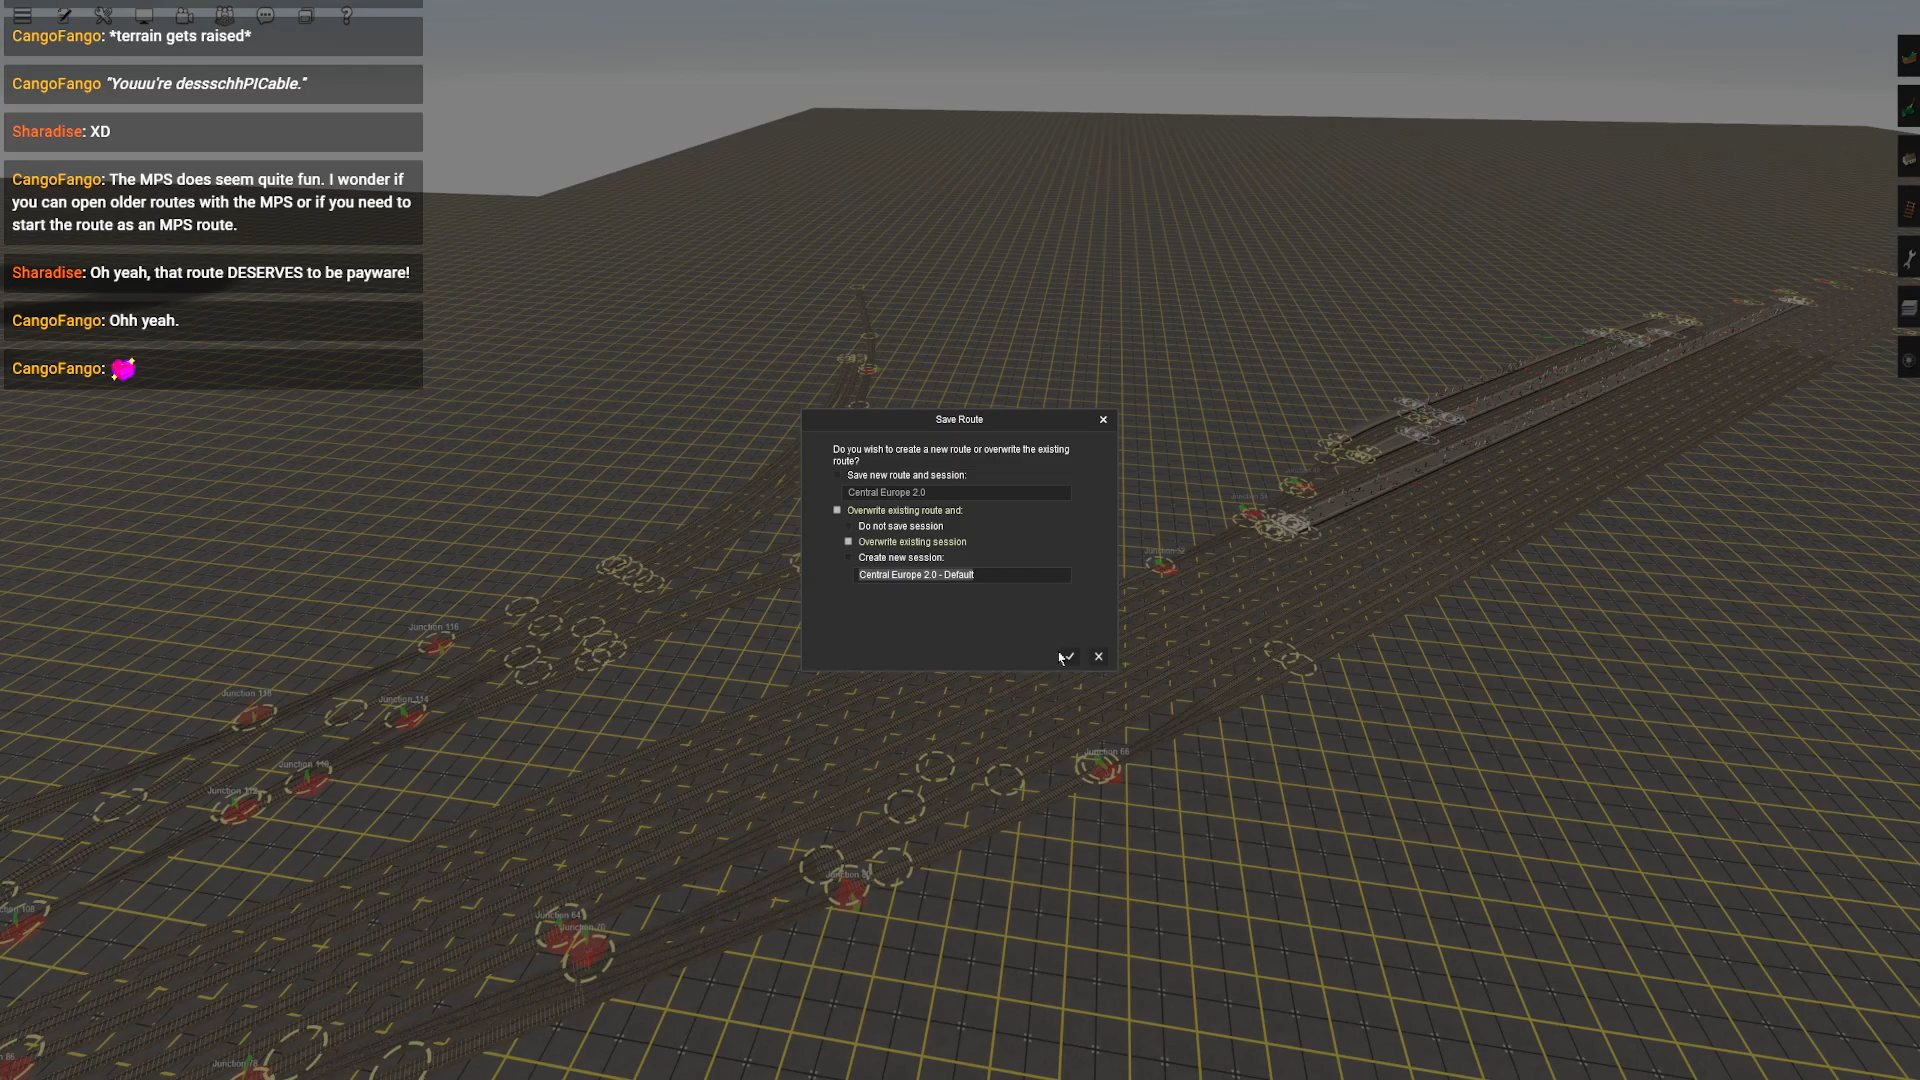 CangoFango: *terrain gets raised*
CangoFango "Youuu're dessschhPICable."
Sharadise: XD
CangoFango: The MPS does seem quite fun. I wonder if
you can open older routes with the MPS or if you need to
start the route as an MPS route.
Sharadise: Oh yeah, that route DESERVES to be payware!
CangoFango: Ohh yeah.
CangoFango:
Save Route
Do you wish to create a new route or overwrite the existing
route?
Save new route and session:
Central Europe 2.0
Overwrite existing route and:
Do not save session
Overwrite existing session
Create new session:
Central Europe 2.0 - Default
Junction 51
Junction 52
Junction 116
Junction 114
Junction 66
Junction 64